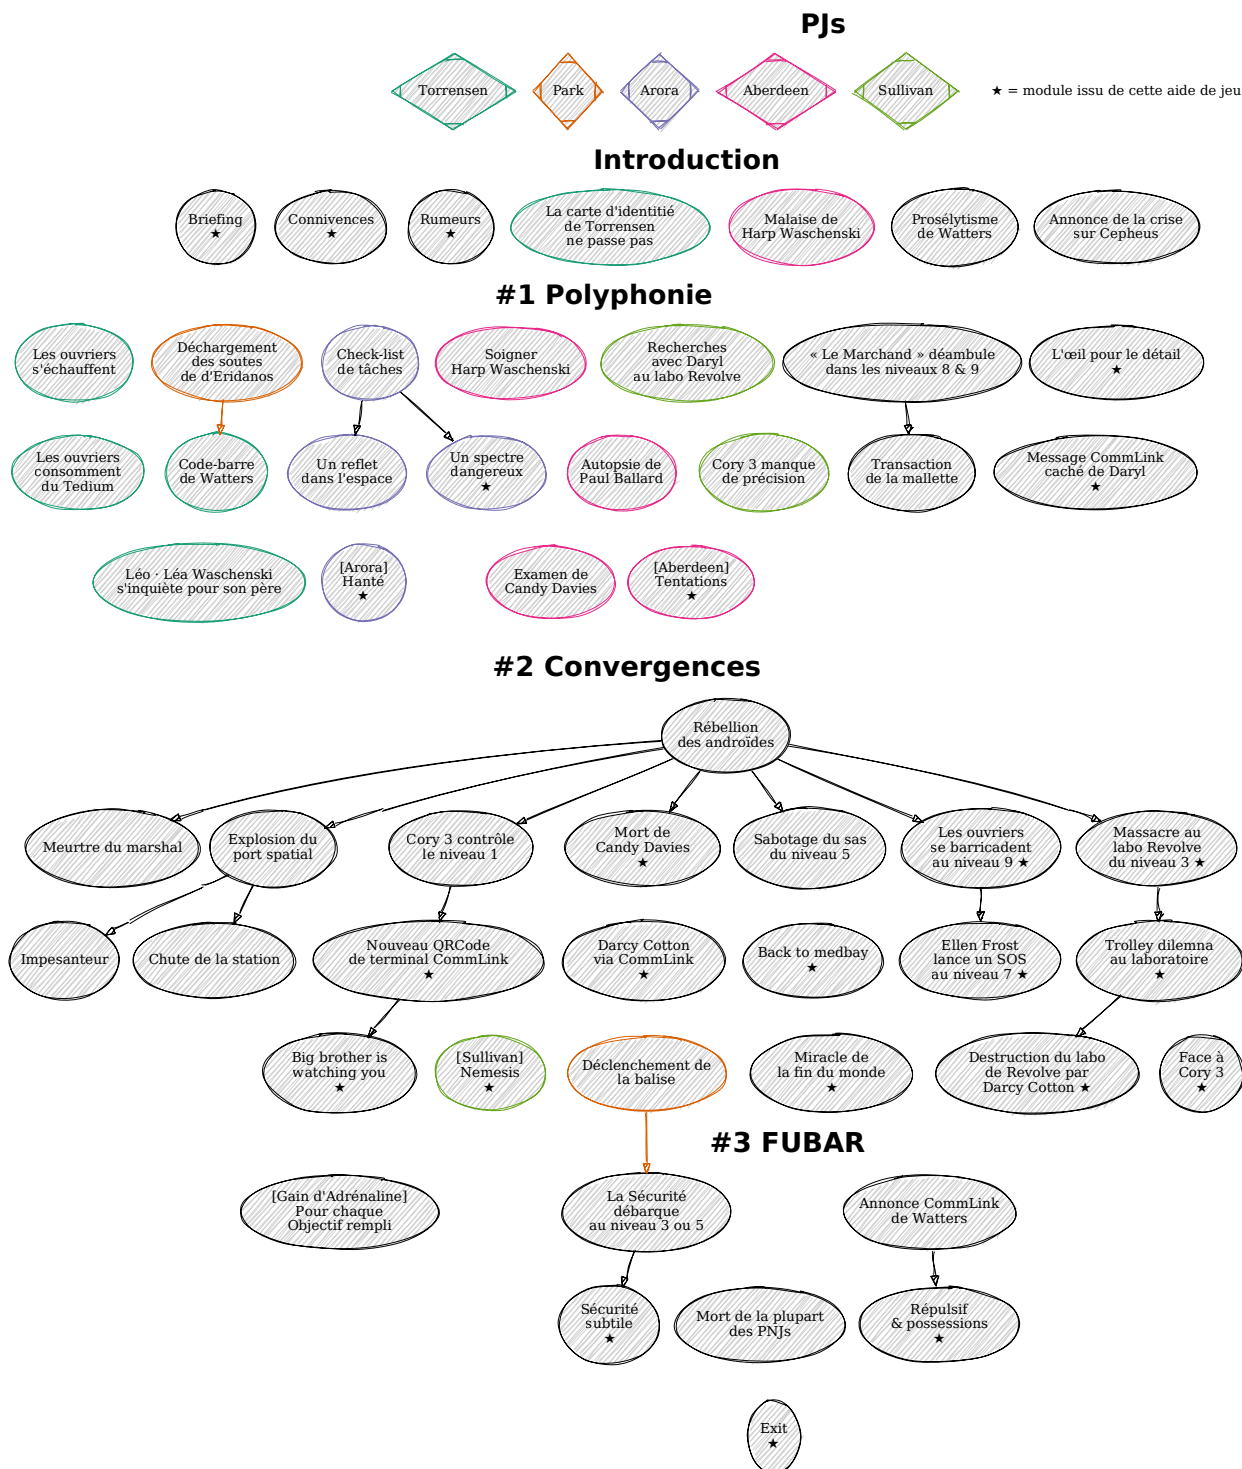 PJs
Torrensen
Park
Arora
Aberdeen
Sullivan
★ = module issu de cette aide de jeu
Introduction
Briefing
★
Connivences
★
Rumeurs
★
La carte d'identitié
de Torrensen
ne passe pas
Malaise de
Harp Waschenski
Prosélytisme
de Watters
Annonce de la crise
sur Cepheus
#1 Polyphonie
Les ouvriers
s'échauffent
Déchargement
des soutes
de d'Eridanos
Check-list
de tâches
Soigner
Harp Waschenski
Recherches
avec Daryl
au labo Revolve
« Le Marchand » déambule
dans les niveaux 8 & 9
L'œil pour le détail
★
Les ouvriers
consomment
du Tedium
Code-barre
de Watters
Un reflet
dans l'espace
Un spectre
dangereux
★
Autopsie de
Paul Ballard
Cory 3 manque
de précision
Transaction
de la mallette
Message CommLink
caché de Daryl
★
Léo · Léa Waschenski
s'inquiète pour son père
[Arora]
Hanté
★
Examen de
Candy Davies
[Aberdeen]
Tentations
★
#2 Convergences
Rébellion
des androïdes
Meurtre du marshal
Explosion du
port spatial
Cory 3 contrôle
le niveau 1
Mort de
Candy Davies
★
Sabotage du sas
du niveau 5
Les ouvriers
se barricadent
au niveau 9 ★
Massacre au
labo Revolve
du niveau 3 ★
Impesanteur
Chute de la station
Nouveau QRCode
de terminal CommLink
★
Darcy Cotton
via CommLink
★
Back to medbay
★
Ellen Frost
lance un SOS
au niveau 7 ★
Trolley dilemna
au laboratoire
★
Big brother is
watching you
★
[Sullivan]
Nemesis
★
Déclenchement de
la balise
Miracle de
la fin du monde
★
Destruction du labo
de Revolve par
Darcy Cotton ★
Face à
Cory 3
★
#3 FUBAR
[Gain d'Adrénaline]
Pour chaque
Objectif rempli
La Sécurité
débarque
au niveau 3 ou 5
Annonce CommLink
de Watters
Sécurité
subtile
★
Mort de la plupart
des PNJs
Répulsif
& possessions
★
Exit
★